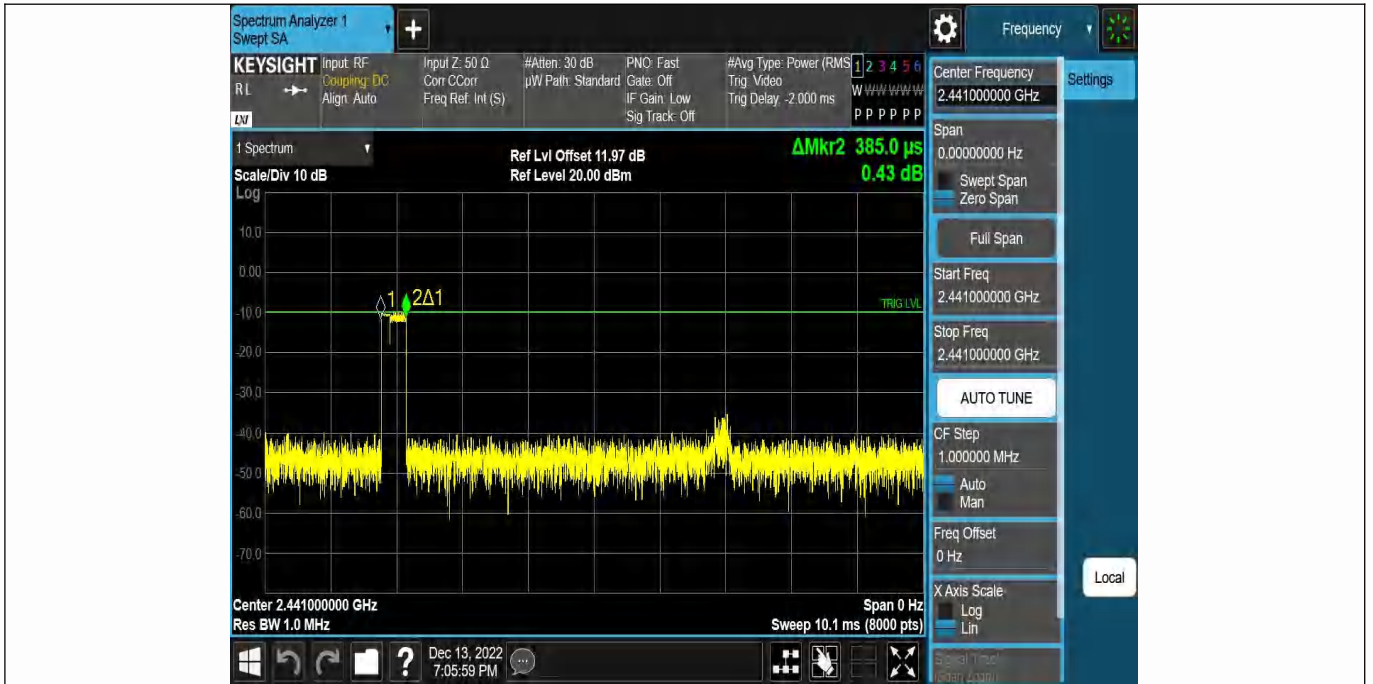 Spectrum Analyzer 1
Swept SA
Frequency
KEYSIGHT
R L
LXI
Input: RF
Coupling: DC
Align: Auto
Input Z: 50 Ω
Corr CCorr
Freq Ref: Int (S)
#Atten: 30 dB
µW Path: Standard
PNO: Fast
Gate: Off
IF Gain: Low
Sig Track: Off
#Avg Type: Power (RMS
Trig: Video
Trig Delay: -2.000 ms
1 2 3 4 5 6
W W W W W W
P P P P P P
1 Spectrum
Scale/Div 10 dB
Log
Ref Lvl Offset 11.97 dB
Ref Level 20.00 dBm
ΔMkr2 385.0 µs
0.43 dB
10.0
0.00
-10.0
-20.0
-30.0
-40.0
-50.0
-60.0
-70.0
1
2Δ1
TRIG LVL
Center 2.441000000 GHz
Res BW 1.0 MHz
Span 0 Hz
Sweep 10.1 ms (8000 pts)
?
Dec 13, 2022
7:05:59 PM
Center Frequency
2.441000000 GHz
Settings
Span
0.00000000 Hz
Swept Span
Zero Span
Full Span
Start Freq
2.441000000 GHz
Stop Freq
2.441000000 GHz
AUTO TUNE
CF Step
1.000000 MHz
Auto
Man
Freq Offset
0 Hz
X Axis Scale
Log
Lin
Local